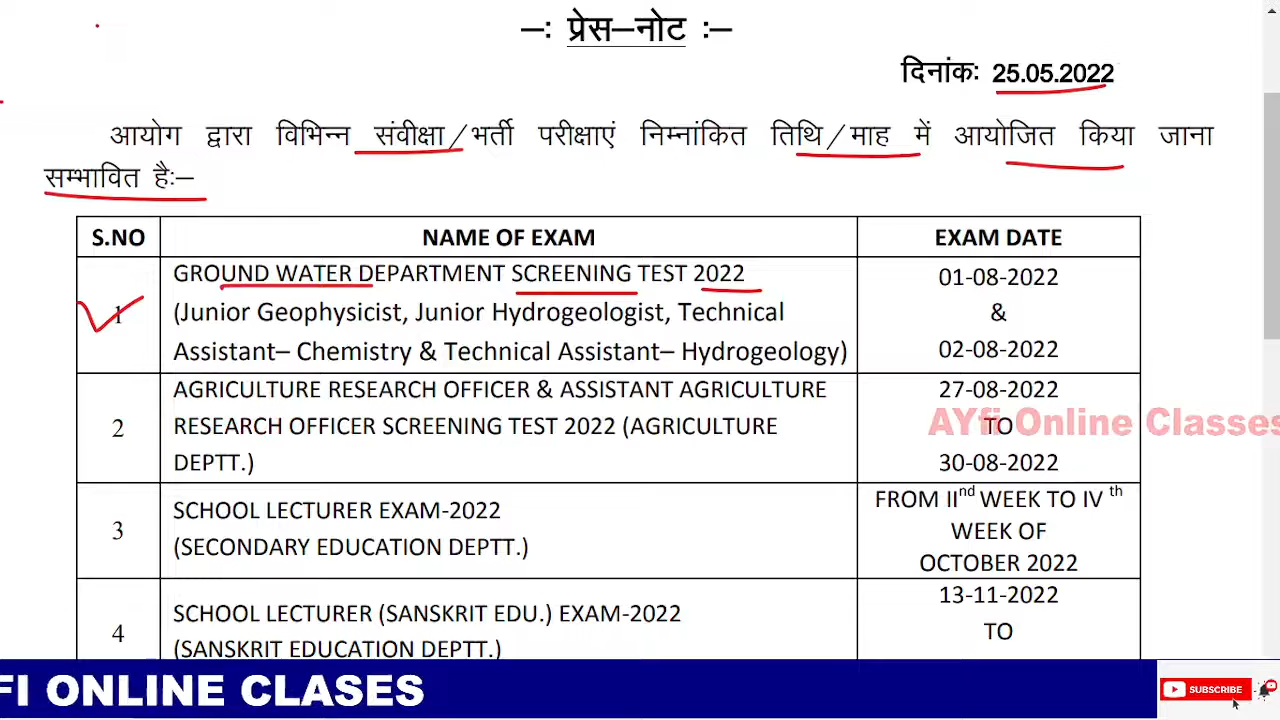 –: प्रेस–नोट :–
दिनांकः 25.05.2022
आयोग द्वारा विभिन्न संवीक्षा/भर्ती परीक्षाएं निम्नांकित तिथि/माह में आयोजित किया जाना
सम्भावित हैः–
S.NO NAME OF EXAM EXAM DATE
1 GROUND WATER DEPARTMENT SCREENING TEST 2022
(Junior Geophysicist, Junior Hydrogeologist, Technical
Assistant– Chemistry & Technical Assistant– Hydrogeology)
01-08-2022
&
02-08-2022
2 AGRICULTURE RESEARCH OFFICER & ASSISTANT AGRICULTURE
RESEARCH OFFICER SCREENING TEST 2022 (AGRICULTURE
DEPTT.)
27-08-2022
TO
30-08-2022
AYfi Online Classes
3 SCHOOL LECTURER EXAM-2022
(SECONDARY EDUCATION DEPTT.)
FROM IInd WEEK TO IV th
WEEK OF
OCTOBER 2022
4 SCHOOL LECTURER (SANSKRIT EDU.) EXAM-2022
(SANSKRIT EDUCATION DEPTT.)
13-11-2022
TO
FI ONLINE CLASES
SUBSCRIBE